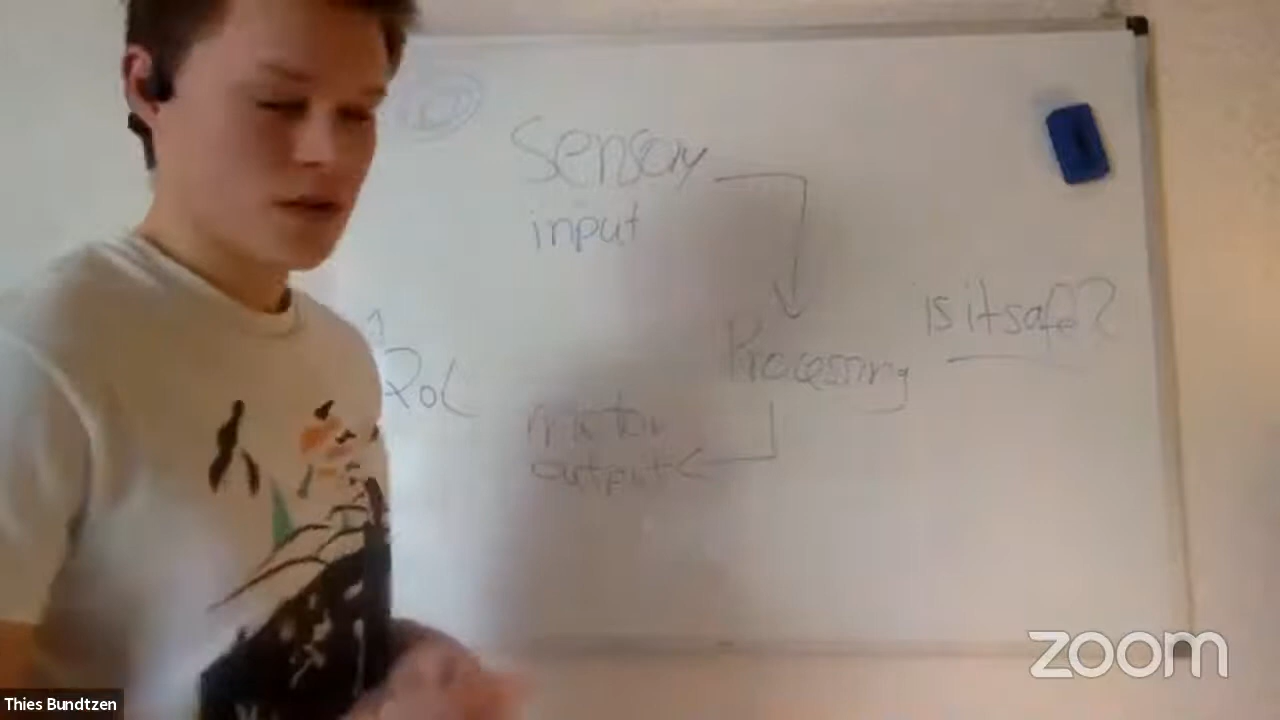 Sensory
input
is it safe?
Processing
motor
output
zoom
Thies Bundtzen